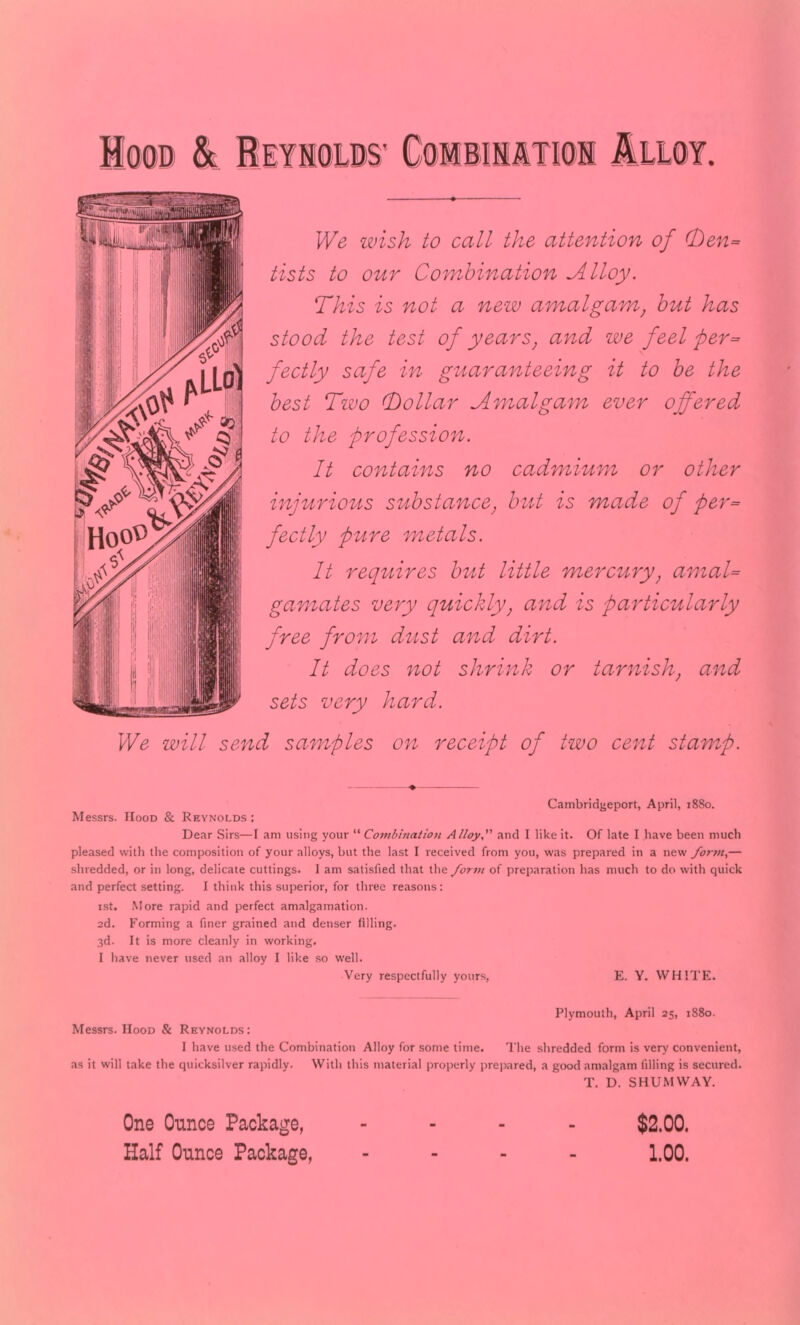 HOOD & REYNOLDS' COMBINATION ALLOY.
SECURED
COMBINATION ALLOY
TRADE MARK
HOOD & REYNOLDS
MONT ST
We wish to call the attention of Den=
tists to our Combination Alloy.
This is not a new amalgam, but has
stood the test of years, and we feel per=
fectly safe in guaranteeing it to be the
best Two Dollar Amalgam ever offered
to the profession.
It contains no cadmium or other
injurious substance, but is made of per=
fectly pure metals.
It requires but little mercury, amal=
gamates very quickly, and is particularly
free from dust and dirt.
It does not shrink or tarnish, and
sets very hard.
We will send samples on receipt of two cent stamp.
Cambridgeport, April, 1880.
Messrs. HOOD & REYNOLDS:
Dear Sirs—I am using your "Combination Alloy," and I like it. Of late I have been much
pleased with the composition of your alloys, but the last I received from you, was prepared in a new form,—
shredded, or in long, delicate cuttings. I am satisfied that the form of preparation has much to do with quick
and perfect setting. I think this superior, for three reasons:
1st. More rapid and perfect amalgamation.
2d. Forming a finer grained and denser filling.
3d. It is more cleanly in working.
I have never used an alloy I like so well.
Very respectfully yours, E. Y. WHITE.
Plymouth, April 25, 1880.
Messrs. HOOD & REYNOLDS:
I have used the Combination Alloy for some time. The shredded form is very convenient,
as it will take the quicksilver rapidly. With this material properly prepared, a good amalgam filling is secured.
T. D. SHUMWAY.
One Ounce Package, - - - - $2.00.
Half Ounce Package, - - - - 1.00.